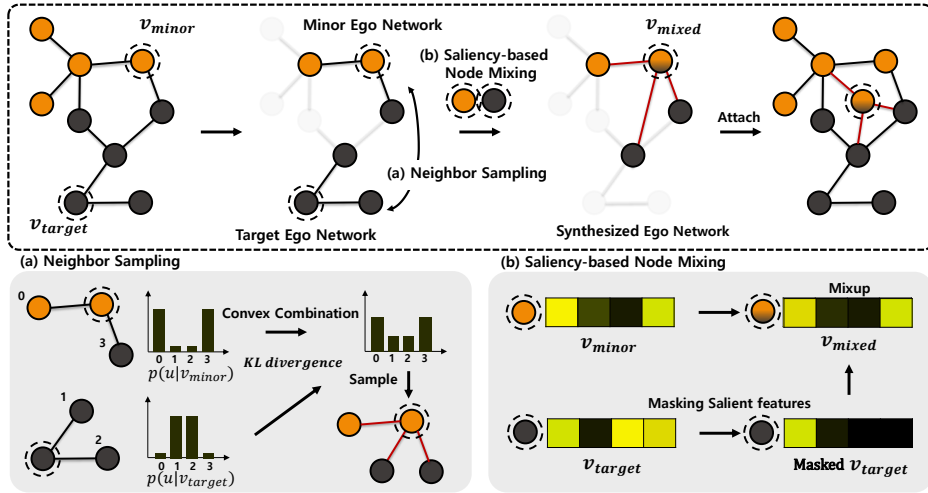 v_minor
Minor Ego Network
v_mixed
(b) Saliency-based
Node Mixing
Attach
(a) Neighbor Sampling
v_target
Target Ego Network
Synthesized Ego Network
(a) Neighbor Sampling
0
3
0 1 2 3
p(u|v_minor)
Convex Combination
KL divergence
0 1 2 3
Sample
1
2
0 1 2 3
p(u|v_target)
(b) Saliency-based Node Mixing
Mixup
v_minor
v_mixed
Masking Salient features
v_target
Masked v_target